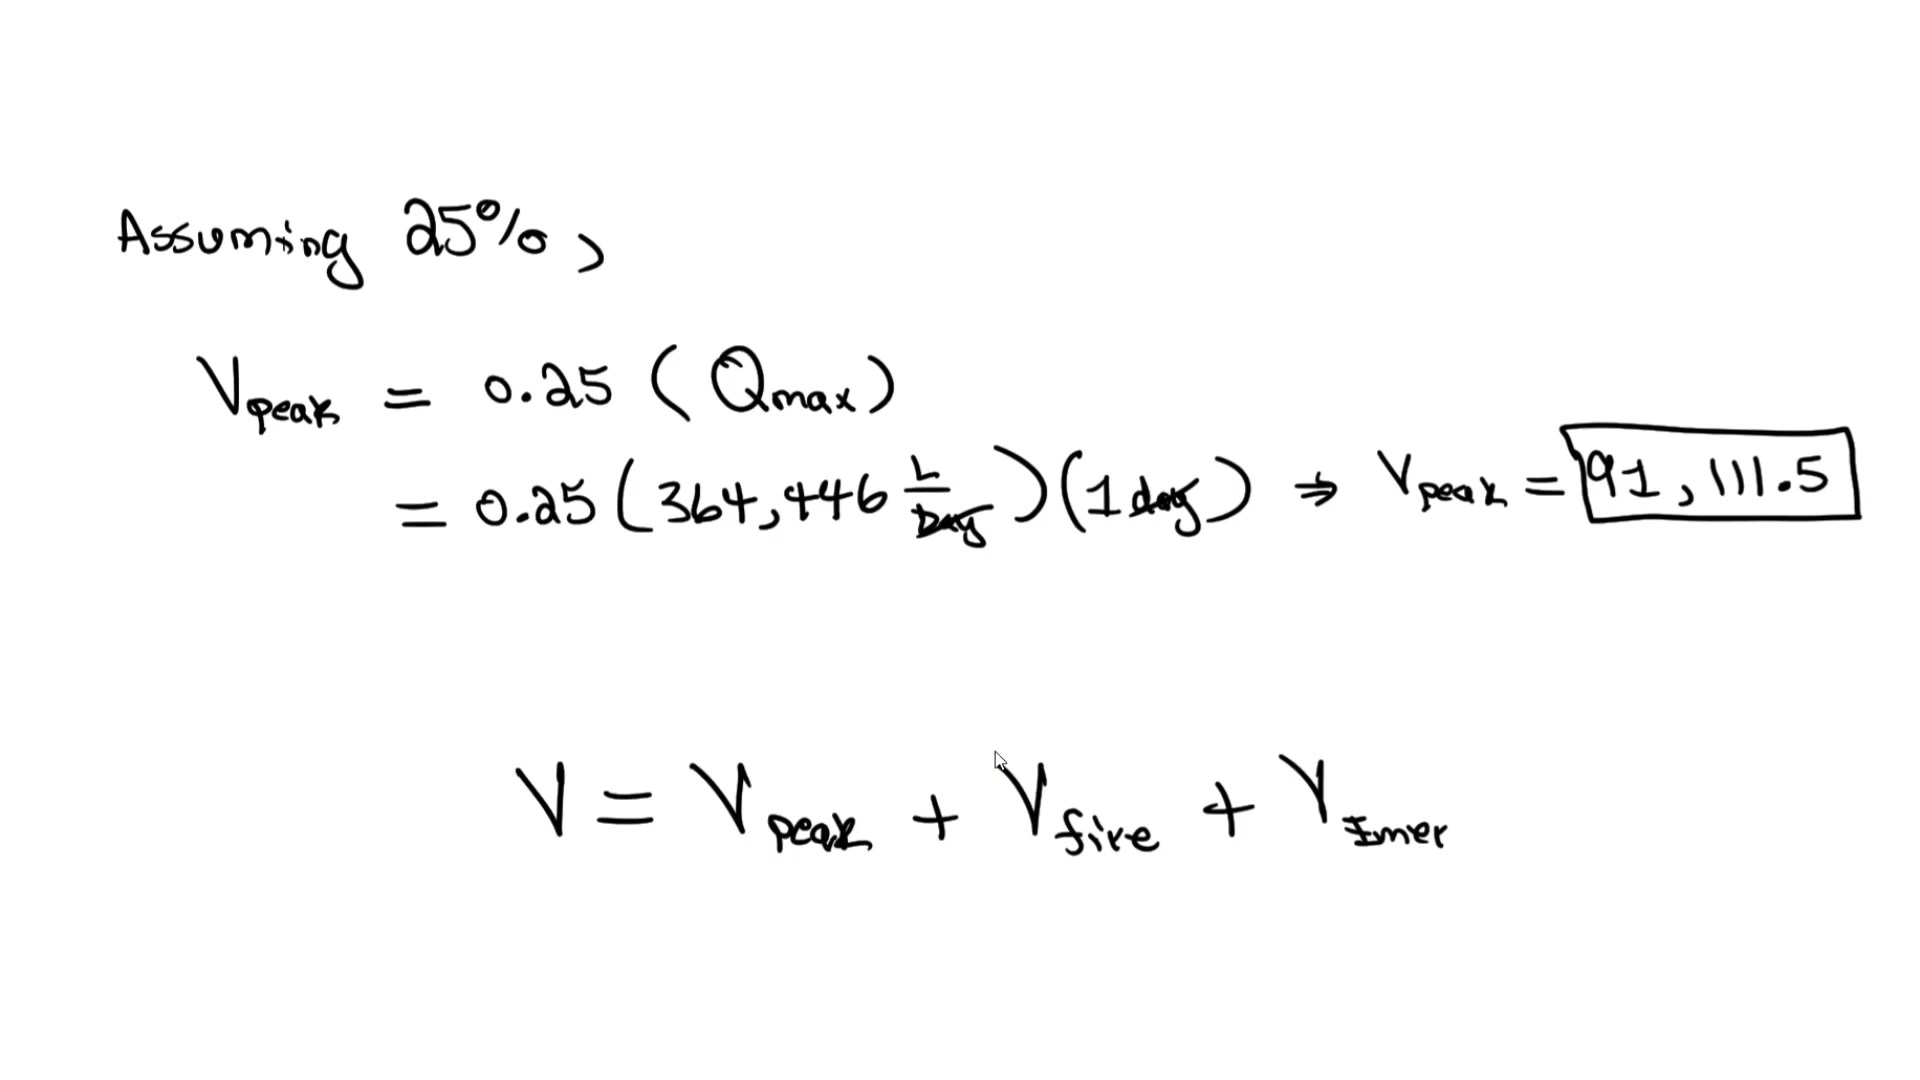 Assuming 25%,
Vpeak = 0.25 (Qmax)
= 0.25 (364,446 L/Day)(1 day) ⇒ Vpeak = 91,111.5
V = Vpeak + Vfire + VEmer